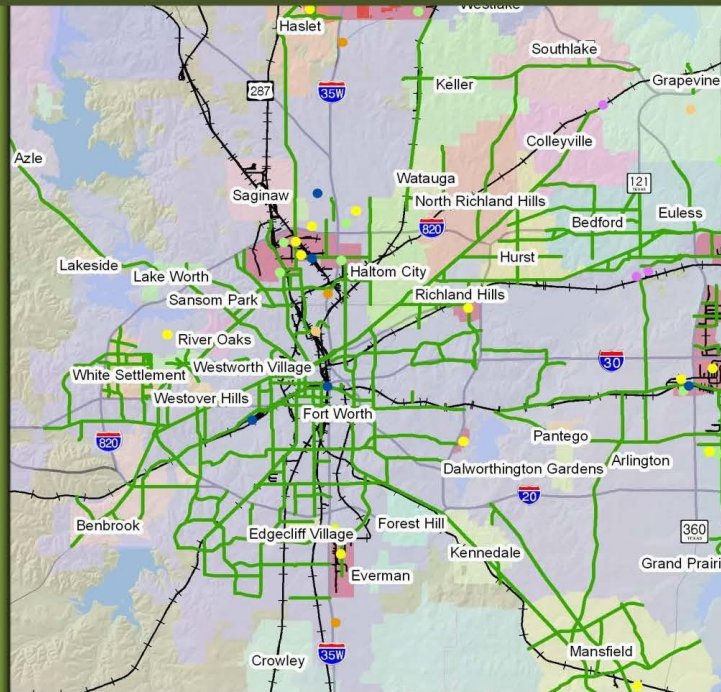 Westlake
Haslet
Southlake
Keller
Grapevine
287
35W
Colleyville
Azle
Watauga
121
TEXAS
Saginaw
North Richland Hills
Euless
Bedford
820
Hurst
Lakeside
Lake Worth
Haltom City
Sansom Park
Richland Hills
River Oaks
Westworth Village
30
White Settlement
Westover Hills
Fort Worth
820
Pantego
Arlington
Dalworthington Gardens
20
Benbrook
Forest Hill
Edgecliff Village
360
TEXAS
Kennedale
Grand Prairi
Everman
35W
Crowley
Mansfield